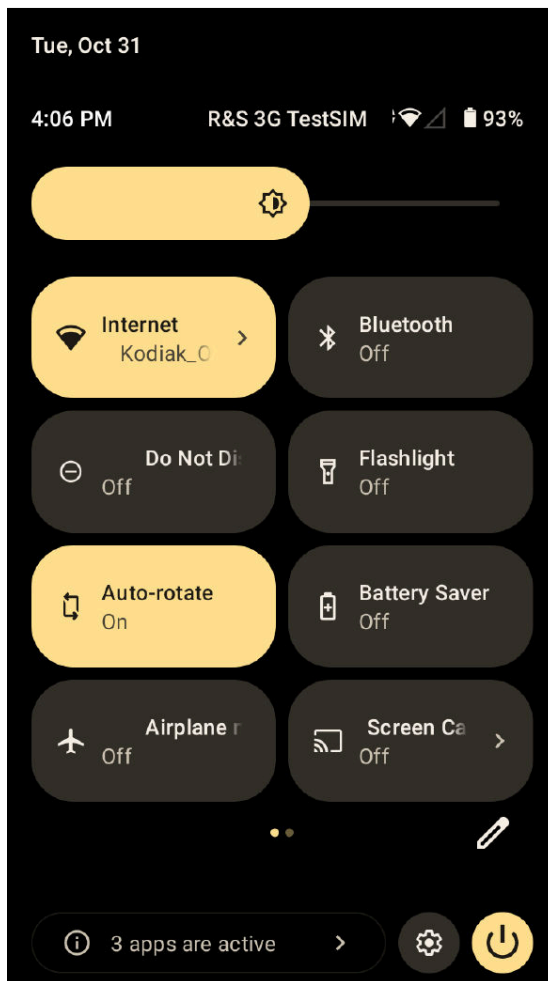 Tue, Oct 31
4:06 PM R&S 3G TestSIM 93%
Internet
Kodiak_
Bluetooth
Off
Do Not Di
Off
Flashlight
Off
Auto-rotate
On
Battery Saver
Off
Airplane
Off
Screen Ca
Off
3 apps are active